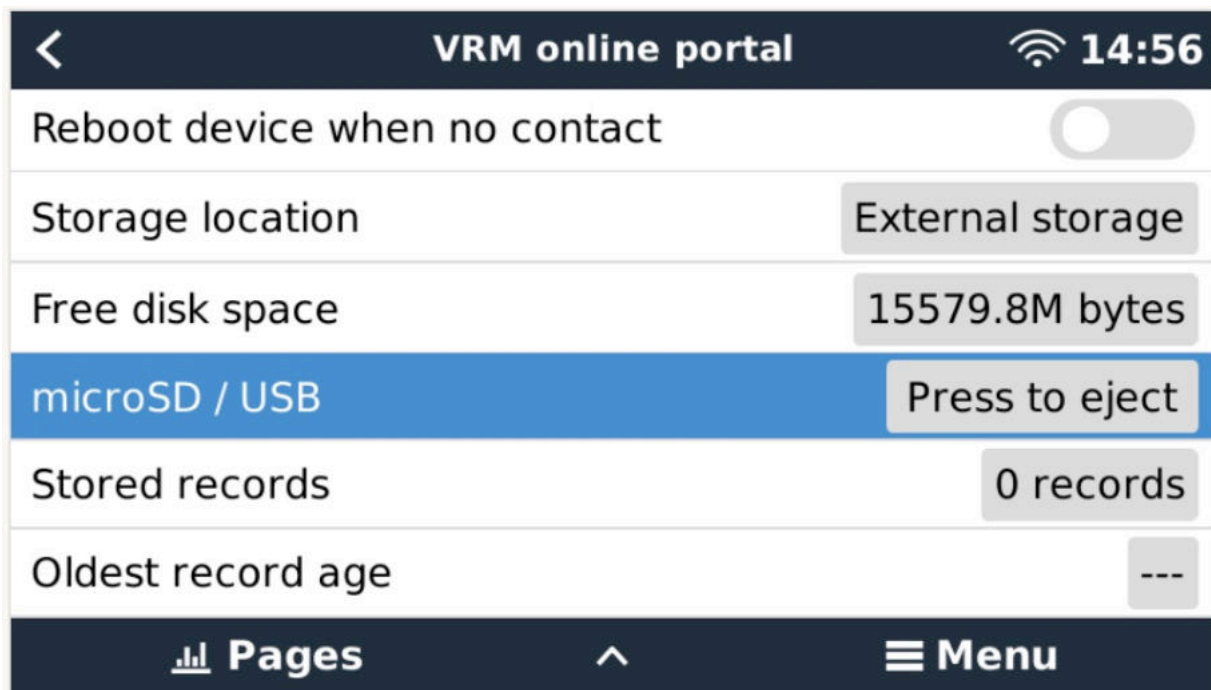 VRM online portal 14:56
Reboot device when no contact
Storage location External storage
Free disk space 15579.8M bytes
microSD / USB Press to eject
Stored records 0 records
Oldest record age ---
Pages Menu